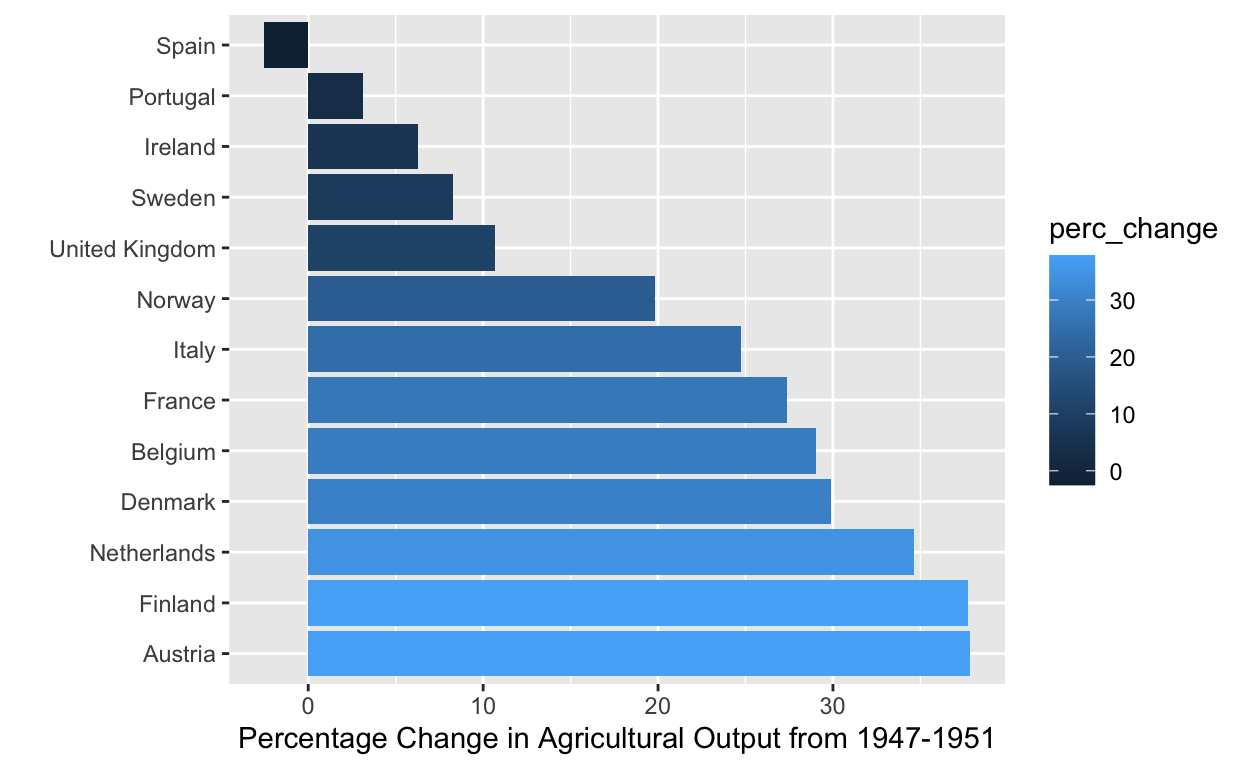 Spain
Portugal
Ireland
Sweden
United Kingdom
Norway
Italy
France
Belgium
Denmark
Netherlands
Finland
Austria
0 10 20 30
Percentage Change in Agricultural Output from 1947-1951
perc_change
30
20
10
0